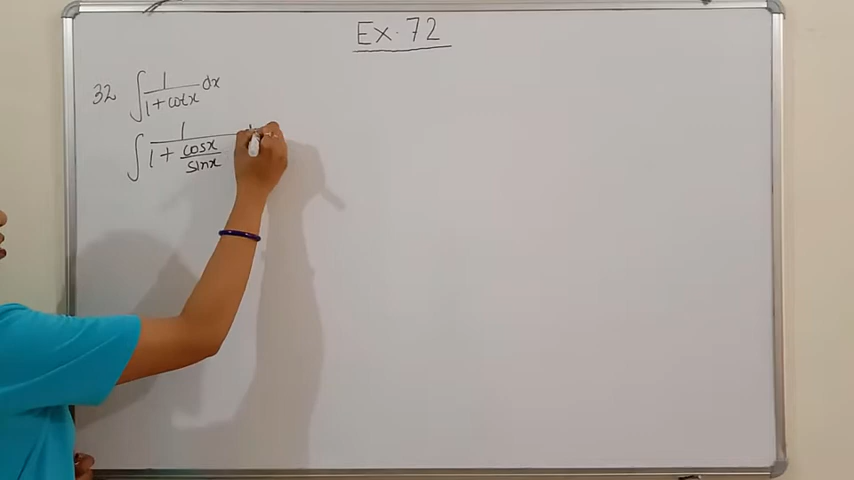 Ex. 72
32 ∫ 1/(1 + cotx) dx
∫ 1/(1 + cosx/sinx)